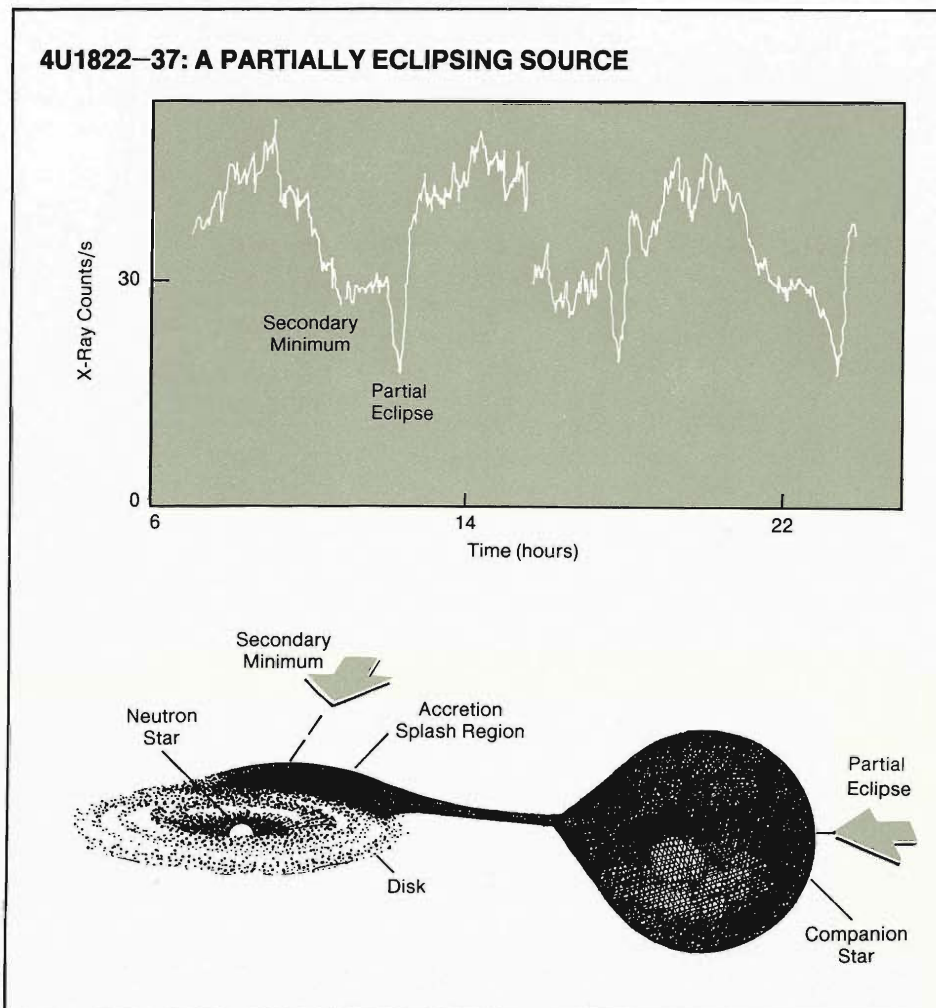 4U1822—37: A PARTIALLY ECLIPSING SOURCE
X-Ray Counts/s
30
0
Secondary
Minimum
Partial
Eclipse
6
14
22
Time (hours)
Secondary
Minimum
Neutron
Star
Accretion
Splash Region
Partial
Eclipse
Disk
Companion
Star